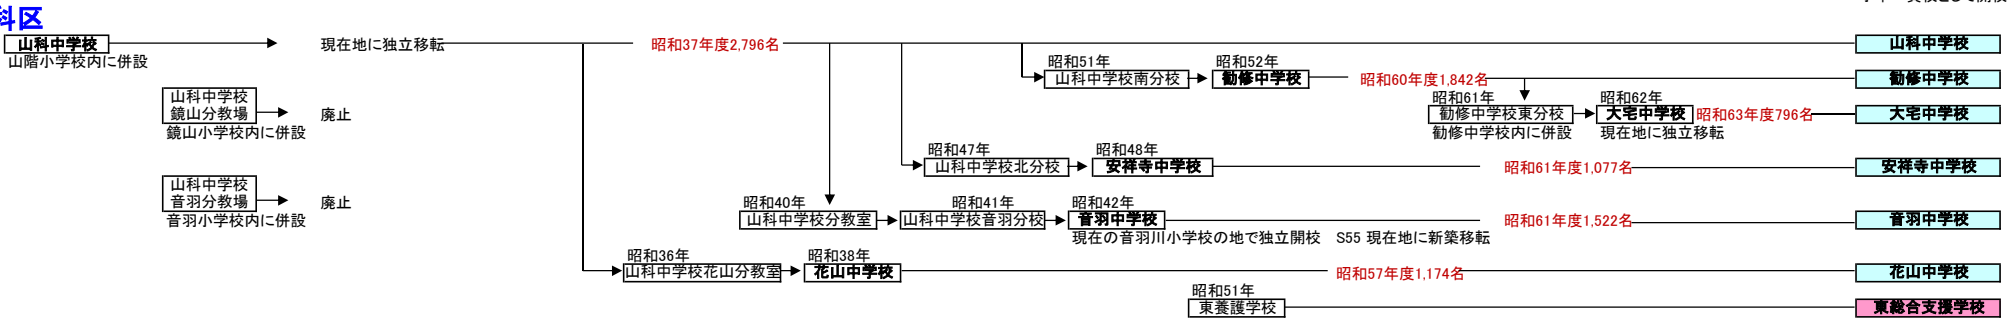 科区
山科中学校
山階小学校内に併設
現在地に独立移転
昭和37年度2,796名
山科中学校
昭和51年
山科中学校南分校
昭和52年
勧修中学校
昭和60年度1,842名
勧修中学校
山科中学校
鏡山分教場
鏡山小学校内に併設
廃止
昭和61年
勧修中学校東分校
勧修中学校内に併設
昭和62年
大宅中学校
現在地に独立移転
昭和63年度796名
大宅中学校
昭和47年
山科中学校北分校
昭和48年
安祥寺中学校
昭和61年度1,077名
安祥寺中学校
山科中学校
音羽分教場
音羽小学校内に併設
廃止
昭和40年
山科中学校分教室
昭和41年
山科中学校音羽分校
昭和42年
音羽中学校
現在の音羽川小学校の地で独立開校 S55 現在地に新築移転
昭和61年度1,522名
音羽中学校
昭和36年
山科中学校花山分教室
昭和38年
花山中学校
昭和57年度1,174名
花山中学校
昭和51年
東養護学校
東総合支援学校